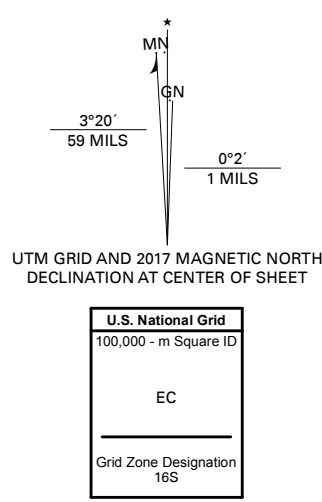 ★
MN
GN
3°20´
59 MILS
0°2´
1 MILS
UTM GRID AND 2017 MAGNETIC NORTH
DECLINATION AT CENTER OF SHEET
U.S. National Grid
100,000 - m Square ID
EC
Grid Zone Designation
16S